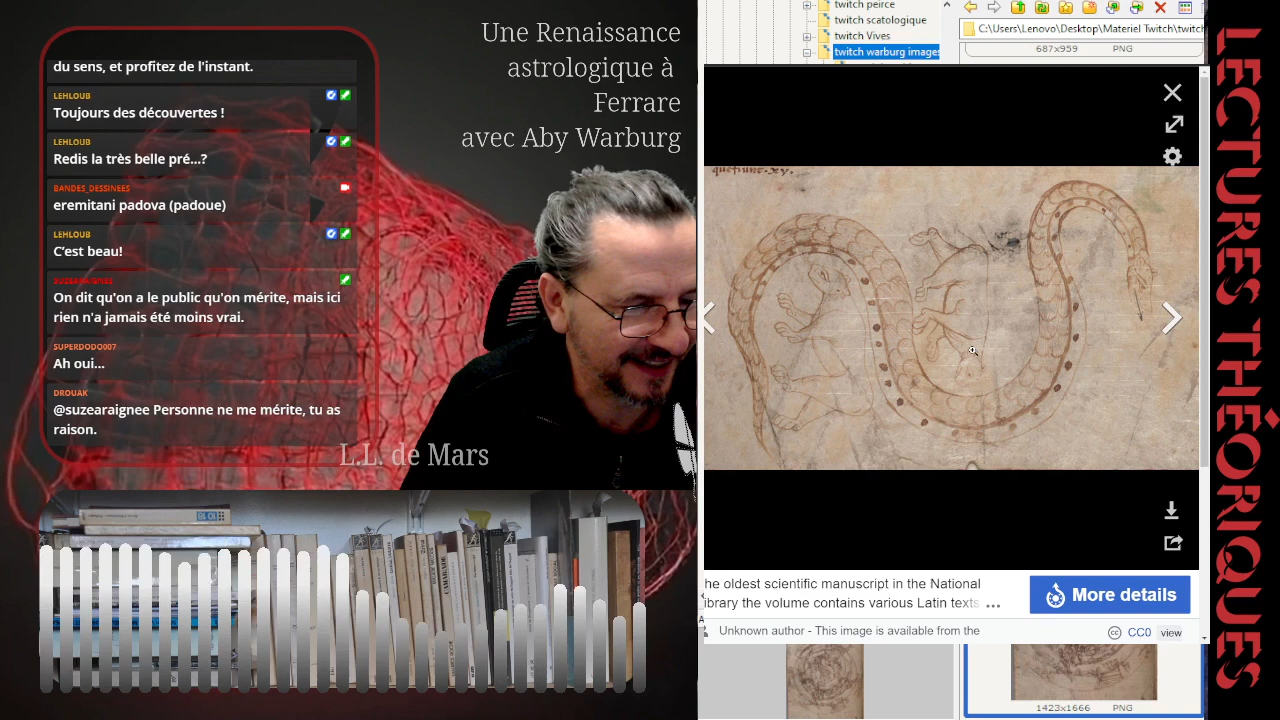 Une Renaissance
astrologique à
Ferrare
avec Aby Warburg
du sens, et profitez de l'instant.
LEHLOUB
Toujours des découvertes !
LEHLOUB
Redis la très belle pré...?
BANDES_DESSINEES
eremitani padova (padoue)
LEHLOUB
C'est beau!
SUZEARAIGNEE
On dit qu'on a le public qu'on mérite, mais ici
rien n'a jamais été moins vrai.
SUPERDODO007
Ah oui...
DROUAK
@suzearaignee Personne ne me mérite, tu as
raison.
L.L. de Mars
twitch peirce
twitch scatologique
twitch Vives
twitch warburg images
C:\Users\Lenovo\Desktop\Materiel Twitch\twitch
687x959 PNG
he oldest scientific manuscript in the National
ibrary the volume contains various Latin texts
...
More details
Unknown author - This image is available from the
CC0
view
1423x1666 PNG
LECTURES THÉORIQUES